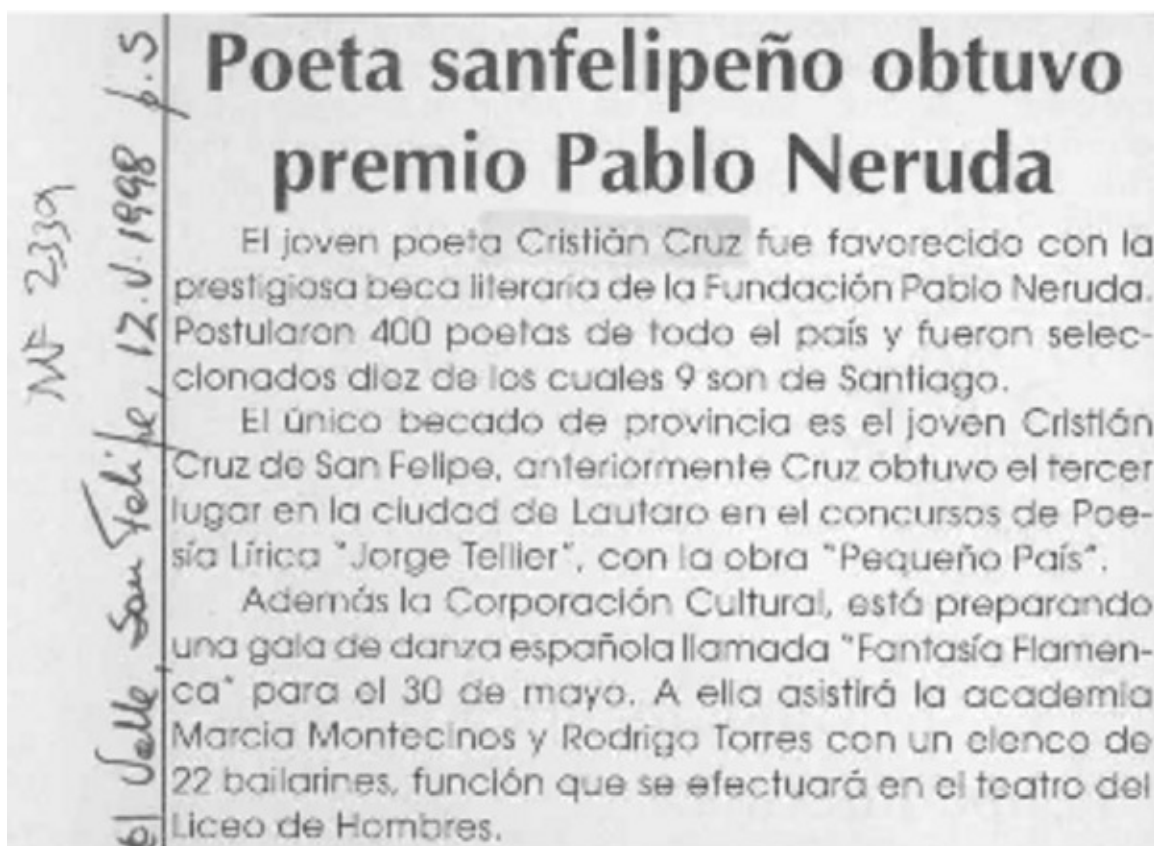 Poeta sanfelipeño obtuvo
premio Pablo Neruda
El joven poeta Cristián Cruz fue favorecido con la
prestigiosa beca literaria de la Fundación Pablo Neruda.
Postularon 400 poetas de todo el país y fueron selec-
cionados diez de los cuales 9 son de Santiago.
El único becado de provincia es el joven Cristián
Cruz de San Felipe, anteriormente Cruz obtuvo el tercer
lugar en la ciudad de Lautaro en el concursos de Poe-
sía Lírica "Jorge Tellier", con la obra "Pequeño País".
Además la Corporación Cultural, está preparando
una gala de danza española llamada "Fantasía Flamen-
ca" para el 30 de mayo. A ella asistirá la academia
Marcia Montecinos y Rodrigo Torres con un elenco de
22 bailarines, función que se efectuará en el teatro del
Liceo de Hombres.
El Valle, San Felipe, 12.V.1998 p.5
2339